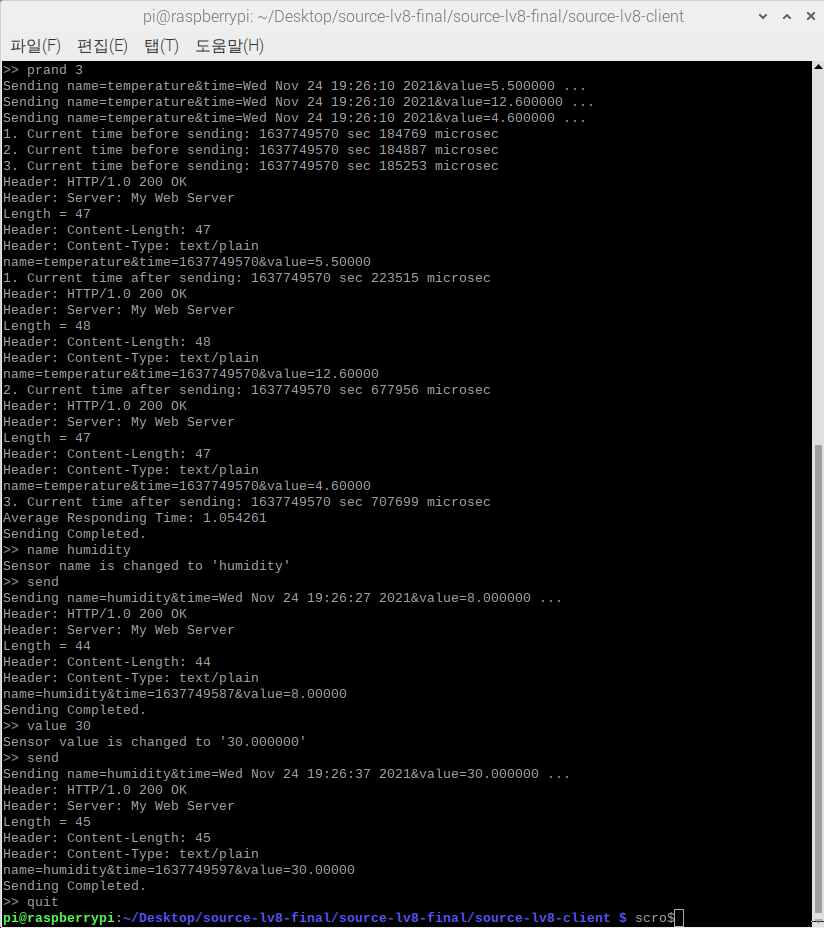 pi@raspberrypi: ~/Desktop/source-lv8-final/source-lv8-final/source-lv8-client
파일(F) 편집(E) 탭(T) 도움말(H)
>> prand 3
Sending name=temperature&time=Wed Nov 24 19:26:10 2021&value=5.500000 ...
Sending name=temperature&time=Wed Nov 24 19:26:10 2021&value=12.600000 ...
Sending name=temperature&time=Wed Nov 24 19:26:10 2021&value=4.600000 ...
1. Current time before sending: 1637749570 sec 184769 microsec
2. Current time before sending: 1637749570 sec 184887 microsec
3. Current time before sending: 1637749570 sec 185253 microsec
Header: HTTP/1.0 200 OK
Header: Server: My Web Server
Length = 47
Header: Content-Length: 47
Header: Content-Type: text/plain
name=temperature&time=1637749570&value=5.50000
1. Current time after sending: 1637749570 sec 223515 microsec
Header: HTTP/1.0 200 OK
Header: Server: My Web Server
Length = 48
Header: Content-Length: 48
Header: Content-Type: text/plain
name=temperature&time=1637749570&value=12.60000
2. Current time after sending: 1637749570 sec 677956 microsec
Header: HTTP/1.0 200 OK
Header: Server: My Web Server
Length = 47
Header: Content-Length: 47
Header: Content-Type: text/plain
name=temperature&time=1637749570&value=4.60000
3. Current time after sending: 1637749570 sec 707699 microsec
Average Responding Time: 1.054261
Sending Completed.
>> name humidity
Sensor name is changed to 'humidity'
>> send
Sending name=humidity&time=Wed Nov 24 19:26:27 2021&value=8.000000 ...
Header: HTTP/1.0 200 OK
Header: Server: My Web Server
Length = 44
Header: Content-Length: 44
Header: Content-Type: text/plain
name=humidity&time=1637749587&value=8.00000
Sending Completed.
>> value 30
Sensor value is changed to '30.000000'
>> send
Sending name=humidity&time=Wed Nov 24 19:26:37 2021&value=30.000000 ...
Header: HTTP/1.0 200 OK
Header: Server: My Web Server
Length = 45
Header: Content-Length: 45
Header: Content-Type: text/plain
name=humidity&time=1637749597&value=30.00000
Sending Completed.
>> quit
pi@raspberrypi:~/Desktop/source-lv8-final/source-lv8-final/source-lv8-client $ scro$